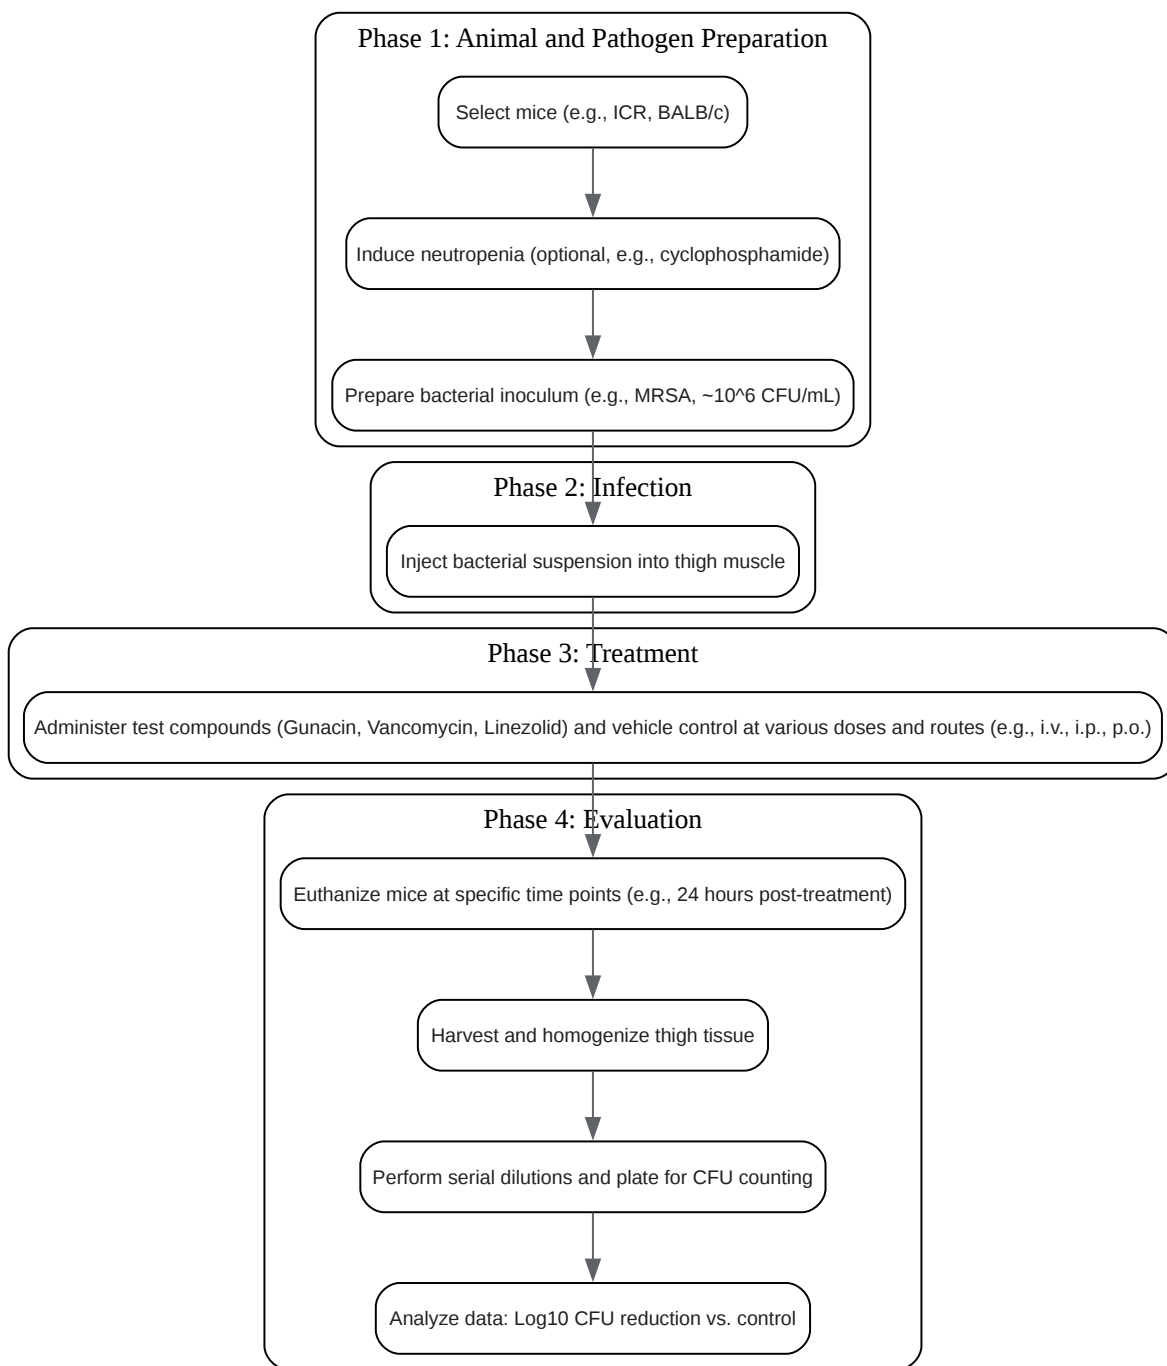 Phase 1: Animal and Pathogen Preparation
Select mice (e.g., ICR, BALB/c)
Induce neutropenia (optional, e.g., cyclophosphamide)
Prepare bacterial inoculum (e.g., MRSA, ~10^6 CFU/mL)
Phase 2: Infection
Inject bacterial suspension into thigh muscle
Phase 3: Treatment
Administer test compounds (Gunacin, Vancomycin, Linezolid) and vehicle control at various doses and routes (e.g., i.v., i.p., p.o.)
Phase 4: Evaluation
Euthanize mice at specific time points (e.g., 24 hours post-treatment)
Harvest and homogenize thigh tissue
Perform serial dilutions and plate for CFU counting
Analyze data: Log10 CFU reduction vs. control